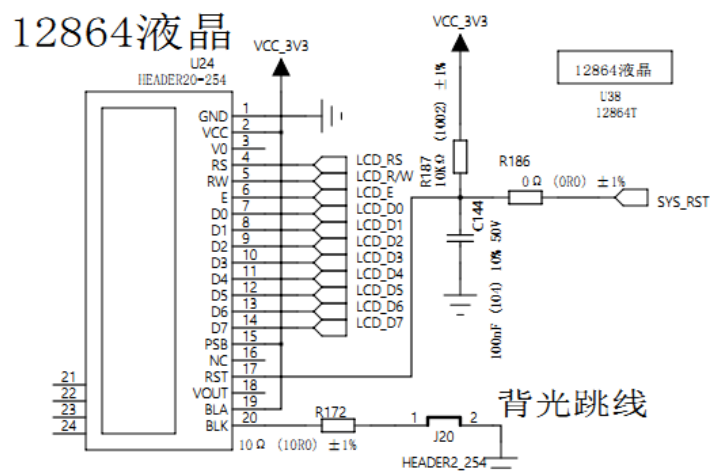 12864液晶
U24
HEADER20-254
VCC_3V3
GND 1
VCC 2
V0 3
RS 4
RW 5
E 6
D0 7
D1 8
D2 9
D3 10
D4 11
D5 12
D6 13
D7 14
PSB 15
NC 16
RST 17
VOUT 18
BLA 19
BLK 20
21
22
23
24
LCD_RS
LCD_R/W
LCD_E
LCD_D0
LCD_D1
LCD_D2
LCD_D3
LCD_D4
LCD_D5
LCD_D6
LCD_D7
VCC_3V3
R187
10KΩ (1002) ±1%
R186
0Ω (0R0) ±1%
SYS_RST
C144
100nF (104) 10% 50V
12864液晶
U38
12864T
R172
10Ω (10R0) ±1%
背光跳线
1 2
J20
HEADER2_254